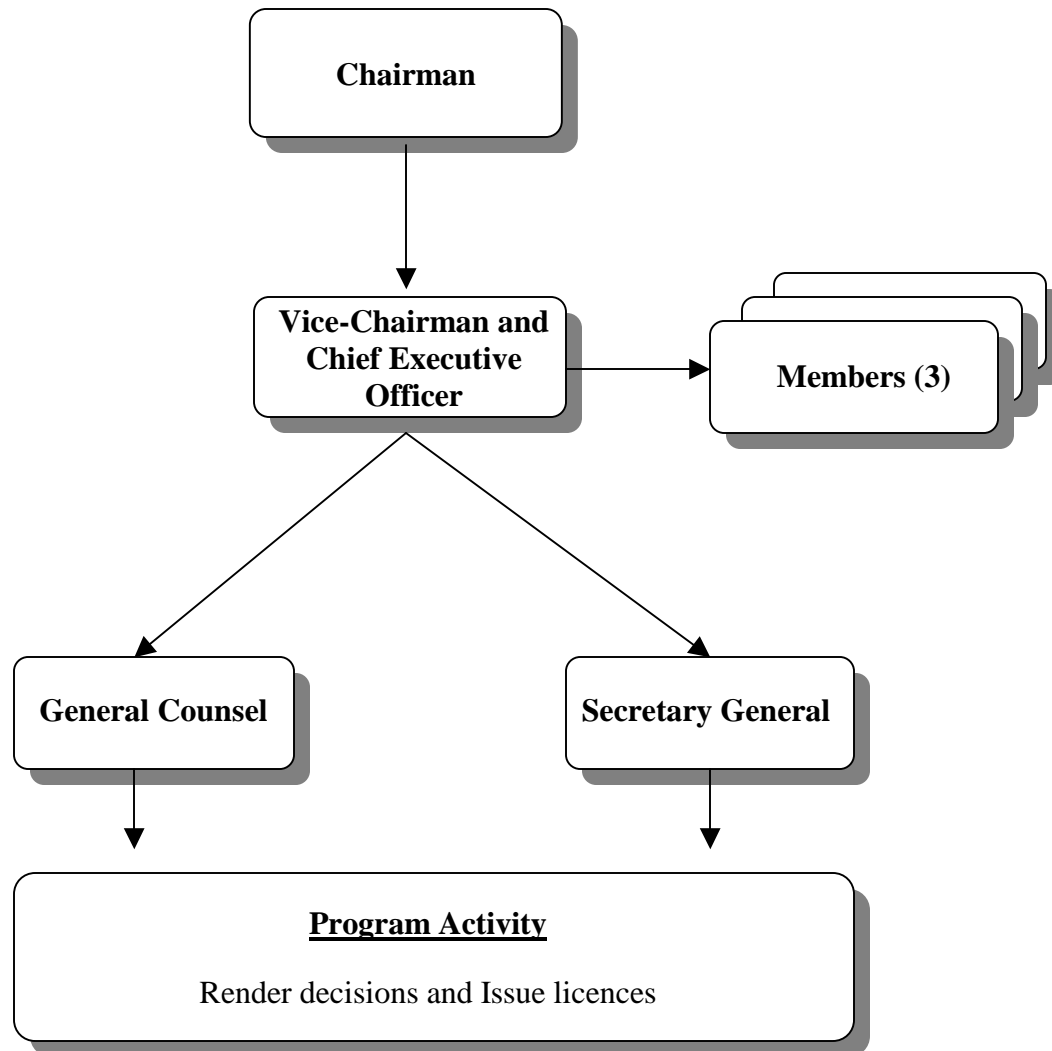 Chairman
Vice-Chairman and
Chief Executive
Officer
Members (3)
General Counsel
Secretary General
Program Activity
Render decisions and Issue licences